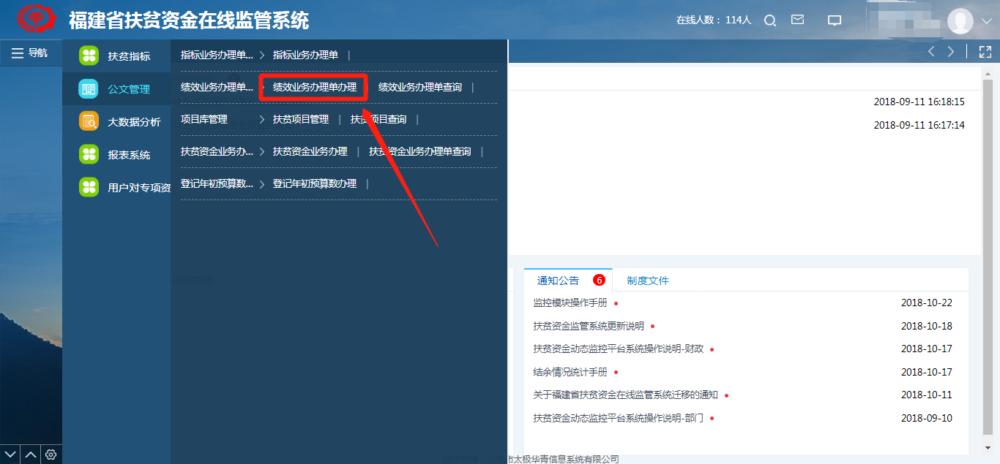 福建省扶贫资金在线监管系统
在线人数： 114人
导航
扶贫指标
公文管理
大数据分析
报表系统
用户对专项资
指标业务办理单... > 指标业务办理单 |
绩效业务办理单... 绩效业务办理单办理 绩效业务办理单查询 |
项目库管理 > 扶贫项目管理 | 扶贫项目查询 |
扶贫资金业务办... > 扶贫资金业务办理 | 扶贫资金业务办理单查询 |
登记年初预算数... > 登记年初预算数办理 |
2018-09-11 16:18:15
2018-09-11 16:17:14
通知公告 6 制度文件
监控模块操作手册 2018-10-22
扶贫资金监管系统更新说明 2018-10-18
扶贫资金动态监控平台系统操作说明-财政 2018-10-17
结余情况统计手册 2018-10-17
关于福建省扶贫资金在线监管系统迁移的通知 2018-10-11
扶贫资金动态监控平台系统操作说明-部门 2018-09-10
市太极华青信息系统有限公司